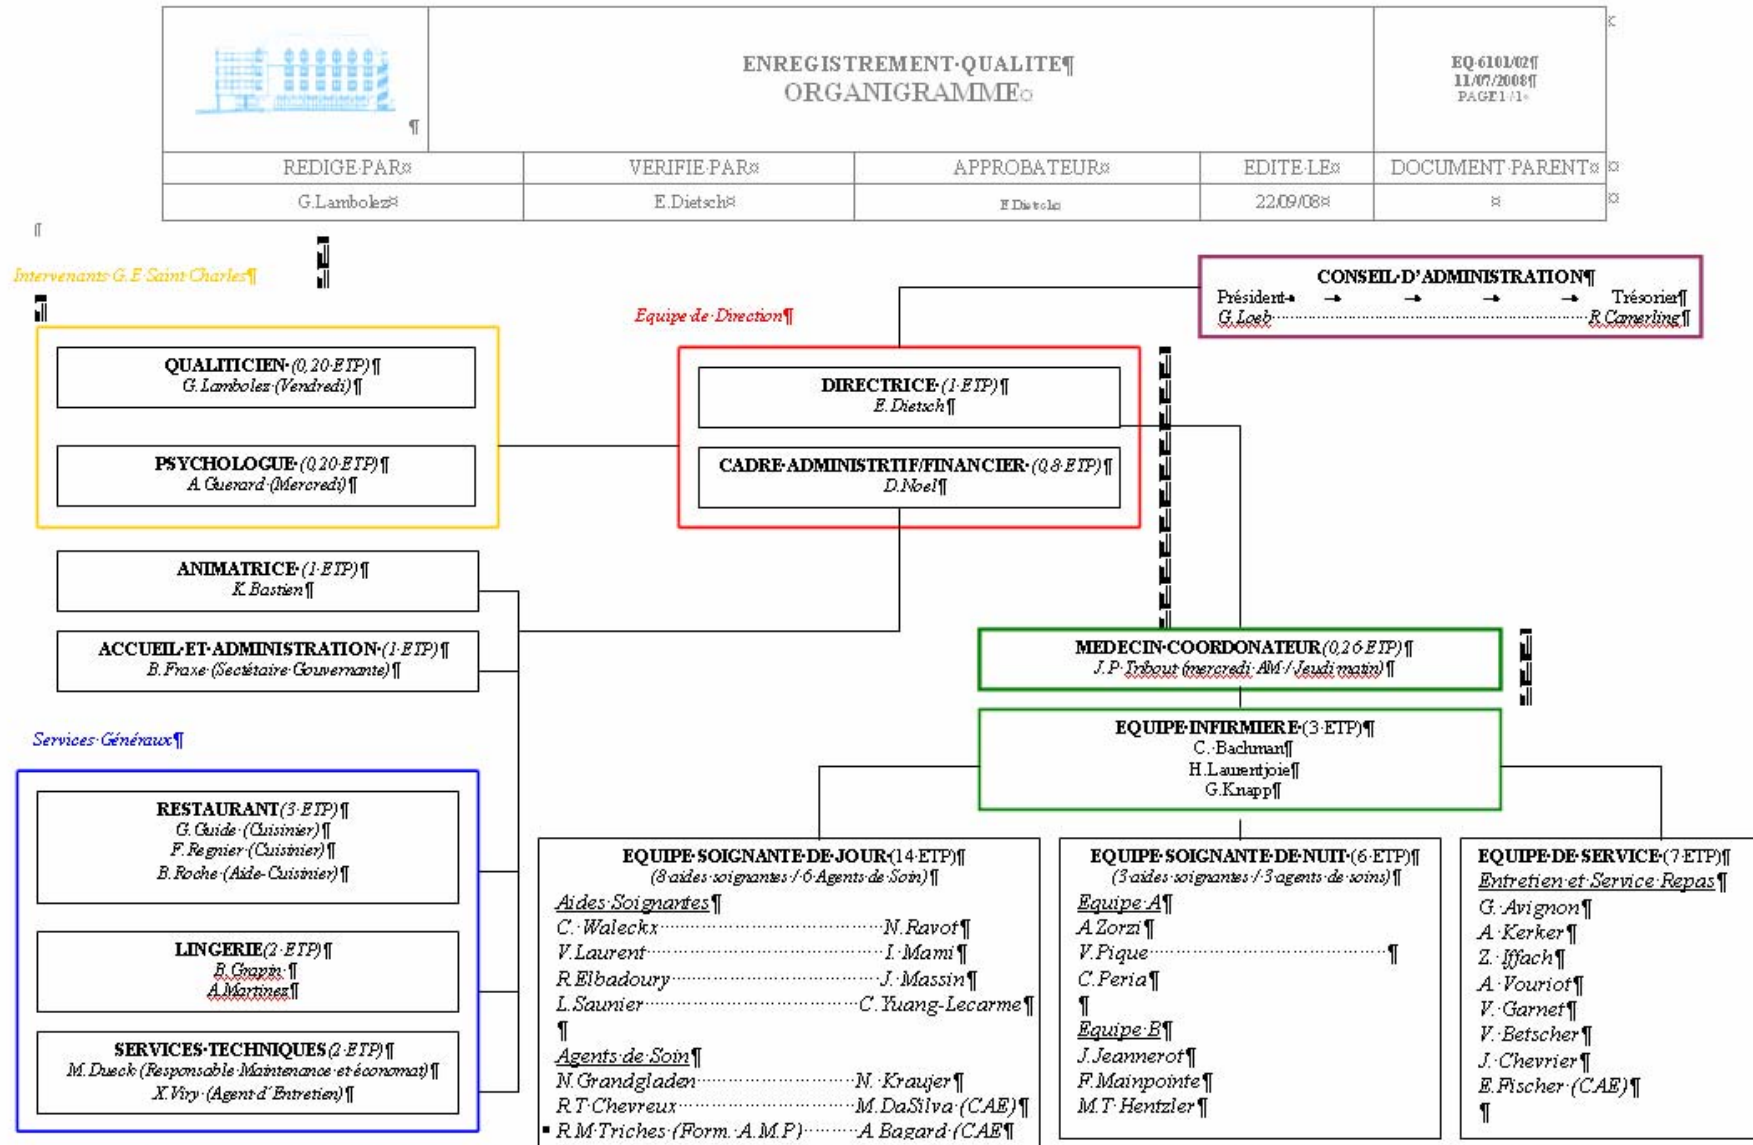 ENREGISTREMENT·QUALITE¶
ORGANIGRAMME¤
EQ·6101/02¶
11/07/2008¶
PAGE1·/1¤
¶
REDIGE·PAR¤ VERIFIE·PAR¤ APPROBATEUR¤ EDITE·LE¤ DOCUMENT·PARENT¤ ¤
G.Lambolez¤ E.Dietsch¤ E.Dietsch¤ 22/09/08¤ ¤ ¤
¶
Intervenants·G.E·Saint·Charles¶
QUALITICIEN·(0,20·ETP)¶
G.Lambolez·(Vendredi)¶
PSYCHOLOGUE·(0,20·ETP)¶
A.Guerard·(Mercredi)¶
Equipe·de·Direction¶
DIRECTRICE·(1·ETP)¶
E.Dietsch¶
CADRE·ADMINISTRTIF/FINANCIER·(0,8·ETP)¶
D.Noel¶
CONSEIL·D'ADMINISTRATION¶
Président→ → → → → Trésorier¶
G.Loeb R.Camerling¶
ANIMATRICE·(1·ETP)¶
K.Bastien¶
ACCUEIL·ET·ADMINISTRATION·(1·ETP)¶
B.Fraxe·(Sectétaire·Gouvernante)¶
MEDECIN·COORDONATEUR(0,26·ETP)¶
J.P·Tribout·(mercredi·AM·/·Jeudi·matin)¶
EQUIPE·INFIRMIERE·(3·ETP)¶
C.·Bachman¶
H.Laurentjoie¶
G.Knapp¶
Services·Généraux¶
RESTAURANT(3·ETP)¶
G.Guide·(Cuisinier)¶
F.Regnier·(Cuisinier)¶
B.Roche·(Aide-Cuisinier)¶
LINGERIE(2·ETP)¶
B.Grapin·¶
A.Martinez¶
SERVICES·TECHNIQUES(2·ETP)¶
M.Dueck·(Responsable·Maintenance·et·économat)¶
X.Viry·(Agent·d'Entretien)¶
EQUIPE·SOIGNANTE·DE·JOUR·(14·ETP)¶
(8·aides·soignantes·/·6·Agents·de·Soin)¶
Aides·Soignantes¶
C.·Waleckx N.Ravot¶
V.Laurent I.·Mami¶
R.Elbadoury J.·Massin¶
L.Saunier C.Yuang-Lecarme¶
¶
Agents·de·Soin¶
N.Grandgladen N.·Kraujer¶
R.T·Chevreux M.DaSilva·(CAE)¶
R.M·Triches·(Form.·A.M.P) A.Bagard·(CAE¶
EQUIPE·SOIGNANTE·DE·NUIT·(6·ETP)¶
(3·aides·soignantes·/·3·agents·de·soins)¶
Equipe·A¶
A.Zorzi¶
V.Pique ¶
C.Peria¶
¶
Equipe·B¶
J.Jeannerot¶
F.Mainpointe¶
M.T·Hentzler¶
EQUIPE·DE·SERVICE·(7·ETP)¶
Entretien·et·Service·Repas¶
G.·Avignon¶
A.·Kerker¶
Z.·Iffach¶
A.·Vouriot¶
V.·Garnet¶
V.·Betscher¶
J.·Chevrier¶
E.Fischer·(CAE)¶
¶